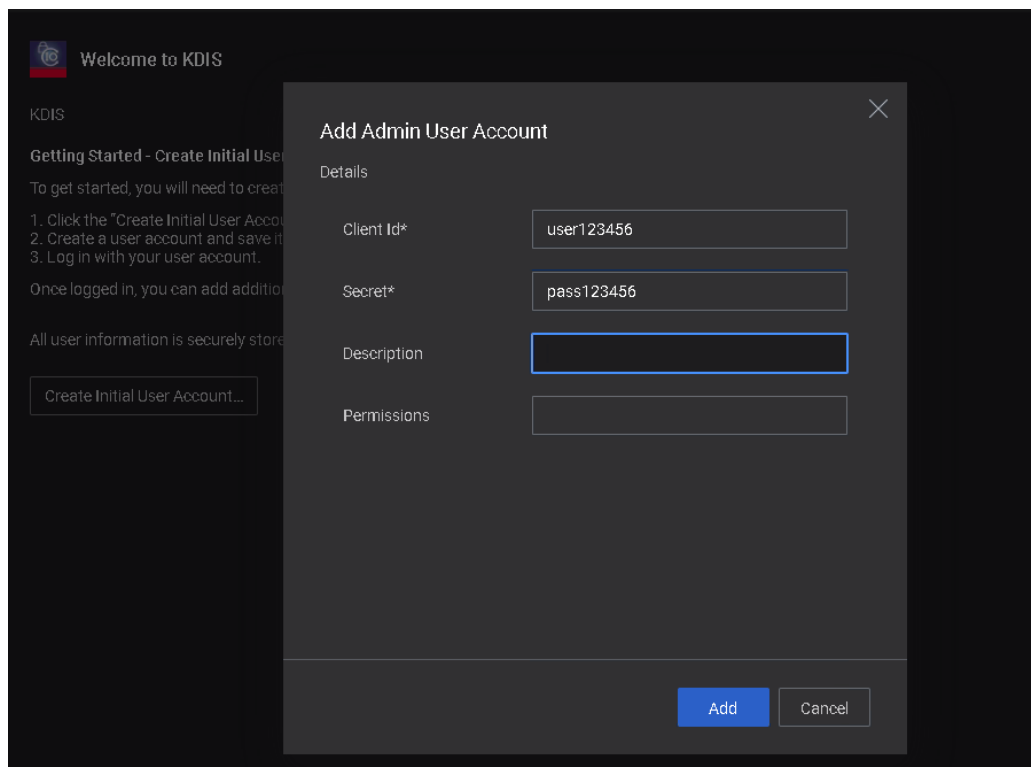 Welcome to KDIS
KDIS
Getting Started - Create Initial User
To get started, you will need to creat
1. Click the "Create Initial User Accou
2. Create a user account and save it
3. Log in with your user account.
Once logged in, you can add additio
All user information is securely store
Create Initial User Account...
Add Admin User Account
Details
Client Id*
user123456
Secret*
pass123456
Description
Permissions
Add
Cancel